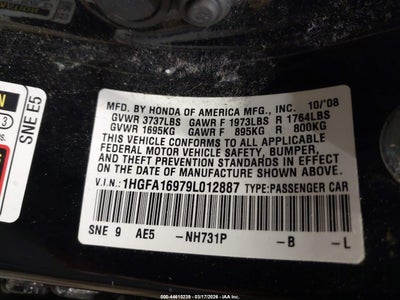 SNE E5
3
MFD. BY HONDA OF AMERICA MFG., INC. 10/'08
GVWR 3737LBS GAWR F 1973LBS R 1764LBS
GVWR 1695KG GAWR F 895KG R 800KG
THIS VEHICLE CONFORMS TO ALL APPLICABLE
FEDERAL MOTOR VEHICLE SAFETY, BUMPER,
AND THEFT PREVENTION STANDARDS IN EFFECT ON
THE DATE OF MANUFACTURE SHOWN ABOVE.
V.I.N.: 1HGFA16979L012887 TYPE:PASSENGER CAR
SNE 9 AE5 -NH731P -B -L
©00-44610239 - 03/17/2026 - IAA Inc.